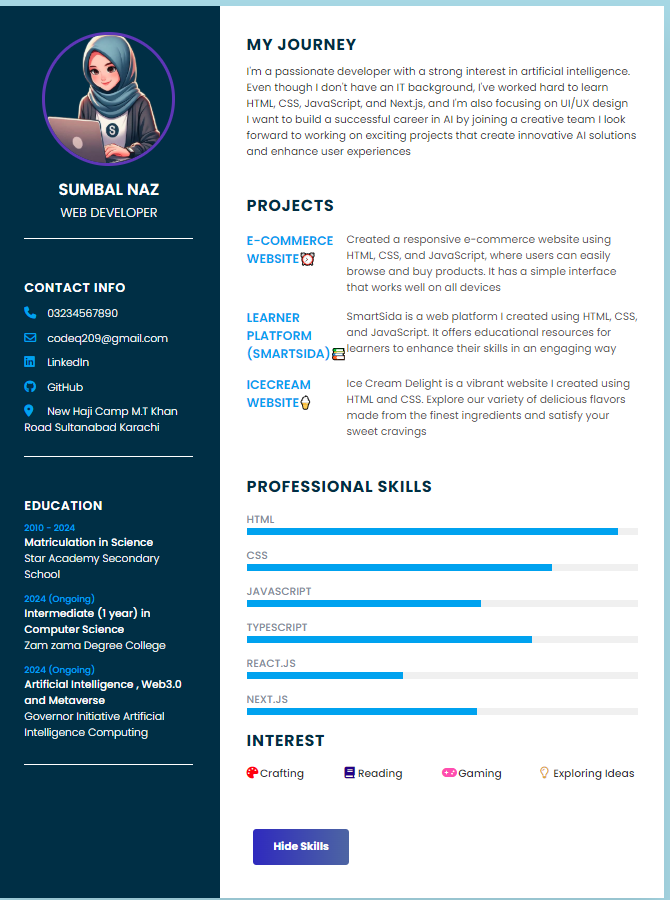 S
SUMBAL NAZ
WEB DEVELOPER
CONTACT INFO
03234567890
codeq209@gmail.com
LinkedIn
GitHub
New Haji Camp M.T Khan
Road Sultanabad Karachi
EDUCATION
2010 - 2024
Matriculation in Science
Star Academy Secondary
School
2024 (Ongoing)
Intermediate (1 year) in
Computer Science
Zam zama Degree College
2024 (Ongoing)
Artificial Intelligence , Web3.0
and Metaverse
Governor Initiative Artificial
Intelligence Computing
MY JOURNEY
I'm a passionate developer with a strong interest in artificial intelligence.
Even though I don't have an IT background, I've worked hard to learn
HTML, CSS, JavaScript, and Next.js, and I'm also focusing on UI/UX design
I want to build a successful career in AI by joining a creative team I look
forward to working on exciting projects that create innovative AI solutions
and enhance user experiences
PROJECTS
E-COMMERCE
WEBSITE⏰
Created a responsive e-commerce website using
HTML, CSS, and JavaScript, where users can easily
browse and buy products. It has a simple interface
that works well on all devices
LEARNER
PLATFORM
(SMARTSIDA)📚
SmartSida is a web platform I created using HTML, CSS,
and JavaScript. It offers educational resources for
learners to enhance their skills in an engaging way
ICECREAM
WEBSITE🍦
Ice Cream Delight is a vibrant website I created using
HTML and CSS. Explore our variety of delicious flavors
made from the finest ingredients and satisfy your
sweet cravings
PROFESSIONAL SKILLS
HTML
CSS
JAVASCRIPT
TYPESCRIPT
REACT.JS
NEXT.JS
INTEREST
Crafting Reading Gaming Exploring Ideas
Hide Skills